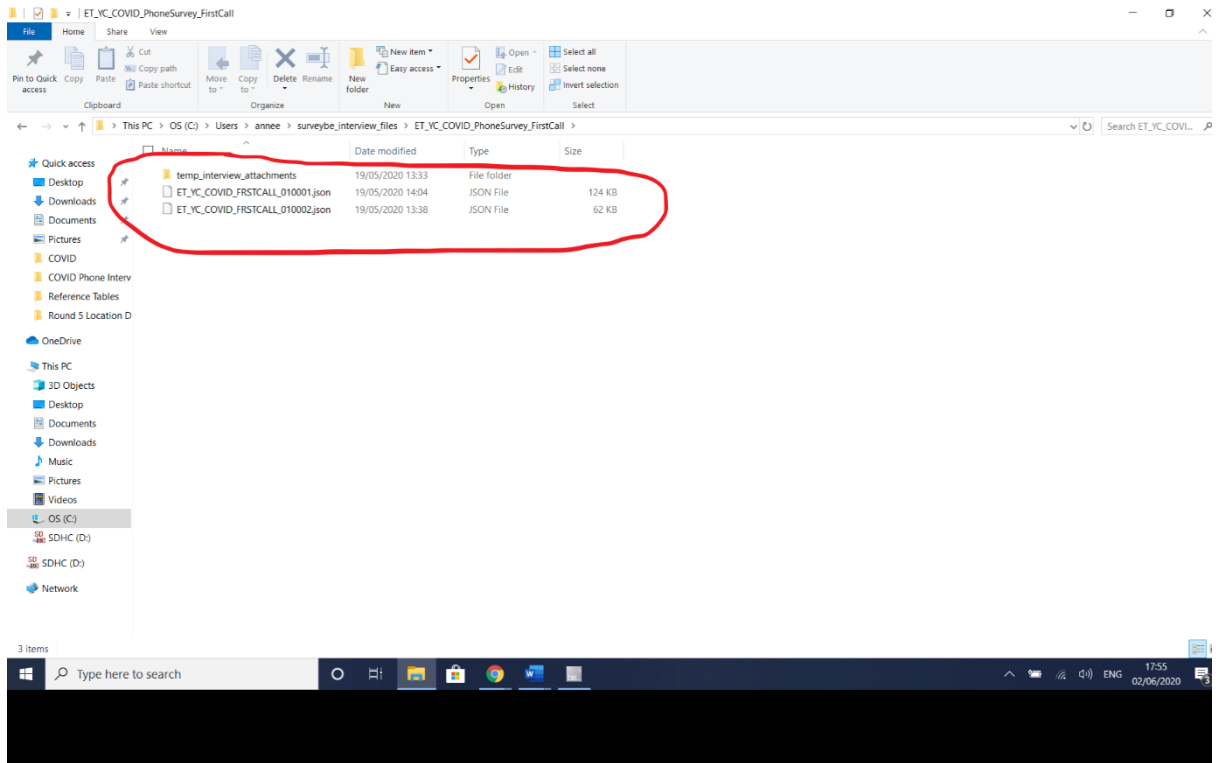 ET_YC_COVID_PhoneSurvey_FirstCall
File Home Share View
Pin to Quick access
Copy
Paste
Cut
Copy path
Paste shortcut
Clipboard
Move to
Copy to
Delete
Rename
Organize
New folder
New item
Easy access
New
Properties
Open
Edit
History
Open
Select all
Select none
Invert selection
Select
This PC > OS (C:) > Users > annee > surveybe_interview_files > ET_YC_COVID_PhoneSurvey_FirstCall >
Search ET_YC_COVI...
Name Date modified Type Size
temp_interview_attachments 19/05/2020 13:33 File folder
ET_YC_COVID_FRSTCALL_010001.json 19/05/2020 14:04 JSON File 124 KB
ET_YC_COVID_FRSTCALL_010002.json 19/05/2020 13:38 JSON File 62 KB
Quick access
Desktop
Downloads
Documents
Pictures
COVID
COVID Phone Interv
Reference Tables
Round 5 Location D
OneDrive
This PC
3D Objects
Desktop
Documents
Downloads
Music
Pictures
Videos
OS (C:)
SDHC (D:)
SDHC (D:)
Network
3 items
Type here to search
ENG
17:55
02/06/2020
3